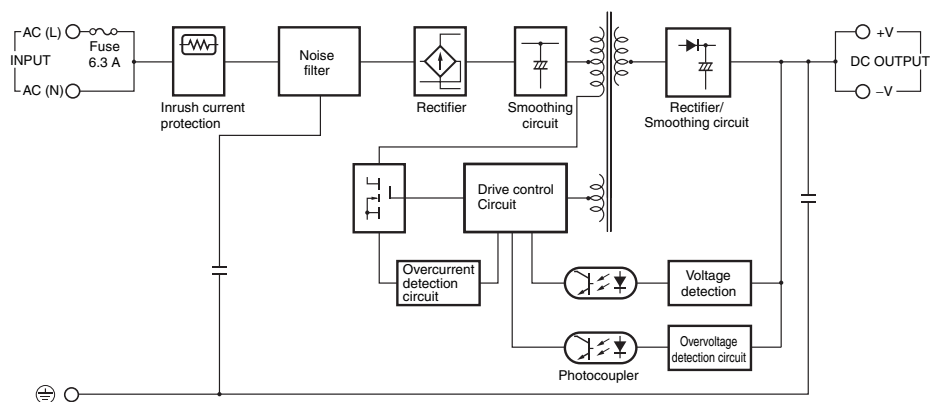 AC (L)
Fuse
6.3 A
INPUT
AC (N)
Inrush current
protection
Noise
filter
Rectifier
Smoothing
circuit
Rectifier/
Smoothing circuit
+V
DC OUTPUT
−V
Drive control
Circuit
Overcurrent
detection
circuit
Voltage
detection
Overvoltage
detection circuit
Photocoupler